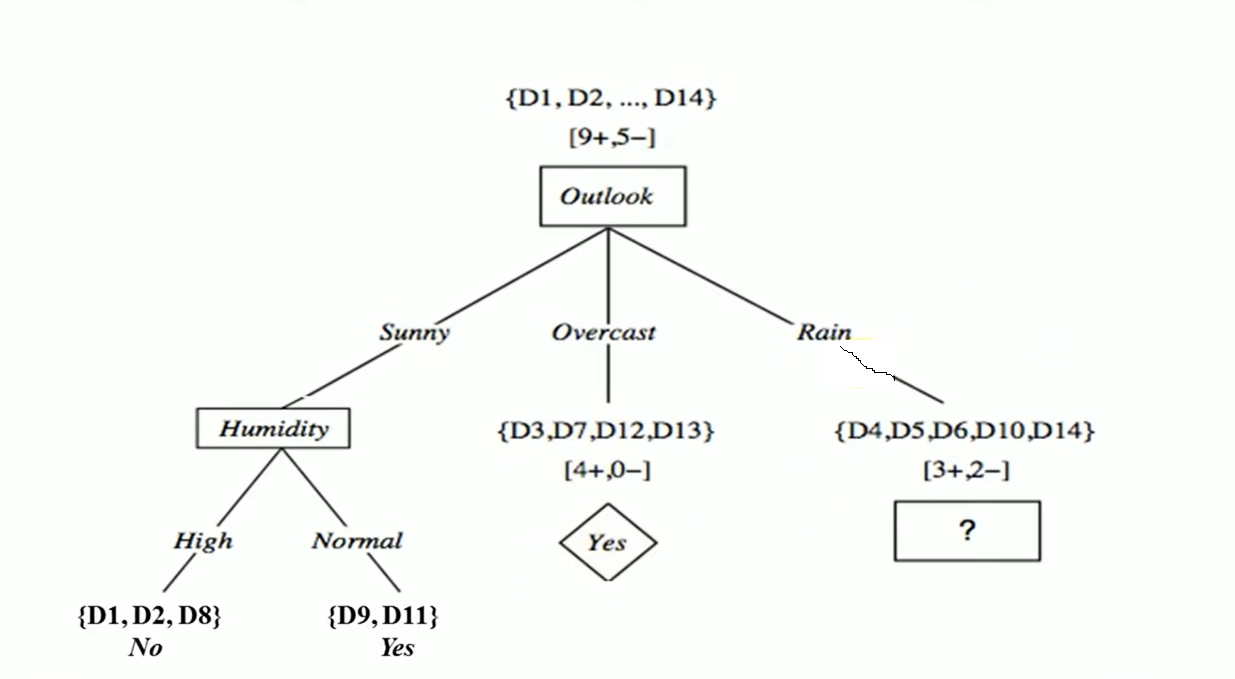 {D1, D2, ..., D14}
[9+,5−]
Outlook
Sunny
Overcast
Rain
Humidity
{D3,D7,D12,D13}
{D4,D5,D6,D10,D14}
[4+,0−]
[3+,2−]
?
High
Normal
Yes
{D1, D2, D8}
{D9, D11}
No
Yes